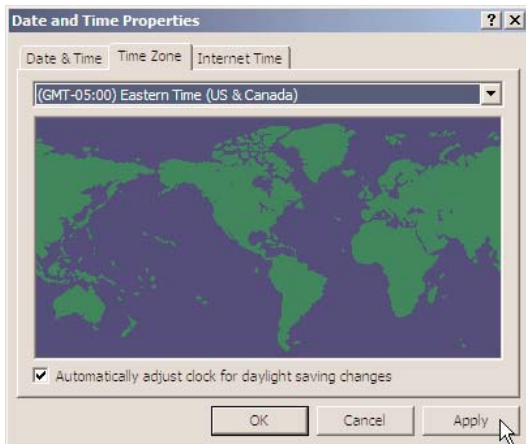 Date and Time Properties
Date & Time Time Zone Internet Time
(GMT-05:00) Eastern Time (US & Canada)
Automatically adjust clock for daylight saving changes
OK Cancel Apply